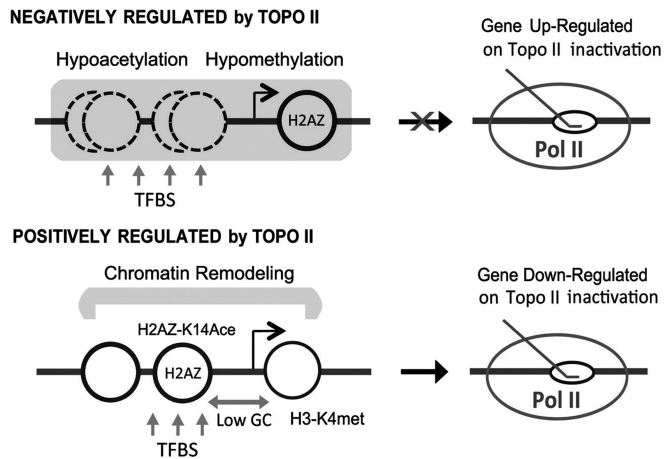 NEGATIVELY REGULATED by TOPO II
Hypoacetylation Hypomethylation
H2AZ
TFBS
Gene Up-Regulated
on Topo II inactivation
Pol II
POSITIVELY REGULATED by TOPO II
Chromatin Remodeling
H2AZ-K14Ace
H2AZ
Low GC
H3-K4met
TFBS
Gene Down-Regulated
on Topo II inactivation
Pol II